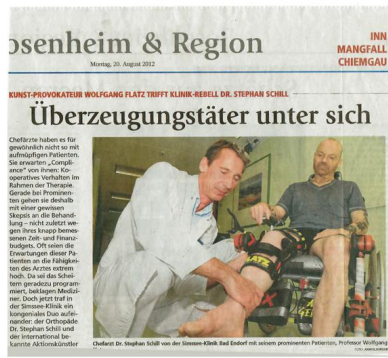 osenheim & Region
Montag, 20. August 2012
INN
MANGFALL
CHIEMGAU
KUNST-PROVOKATEUR WOLFGANG FLATZ TRIFFT KLINIK-REBELL DR. STEPHAN SCHILL
Überzeugungstäter unter sich
Chefärzte haben es für
gewöhnlich nicht so mit
aufmüpfigen Patienten.
Sie erwarten „Compli-
ance" von ihnen: Ko-
operatives Verhalten im
Rahmen der Therapie.
Gerade bei Prominen-
ten gehen sie deshalb
mit einer gewissen
Skepsis an die Behand-
lung – nicht zuletzt we-
gen ihres knapp bemes-
senen Zeit- und Finanz-
budgets. Oft seien die
Erwartungen dieser Pa-
tienten an die Fähigkei-
ten des Arztes extrem
hoch. Da sei das Schei-
tern geradezu program-
miert, beklagen Medizi-
ner. Doch jetzt traf in
der Simssee-Klinik ein
kongeniales Duo aufei-
nander: der Orthopäde
Dr. Stephan Schill und
der international be-
kannte Aktionskünstler
Chefarzt Dr. Stephan Schill von der Simssee-Klinik Bad Endorf mit seinem prominenten Patienten, Professor Wolfgang